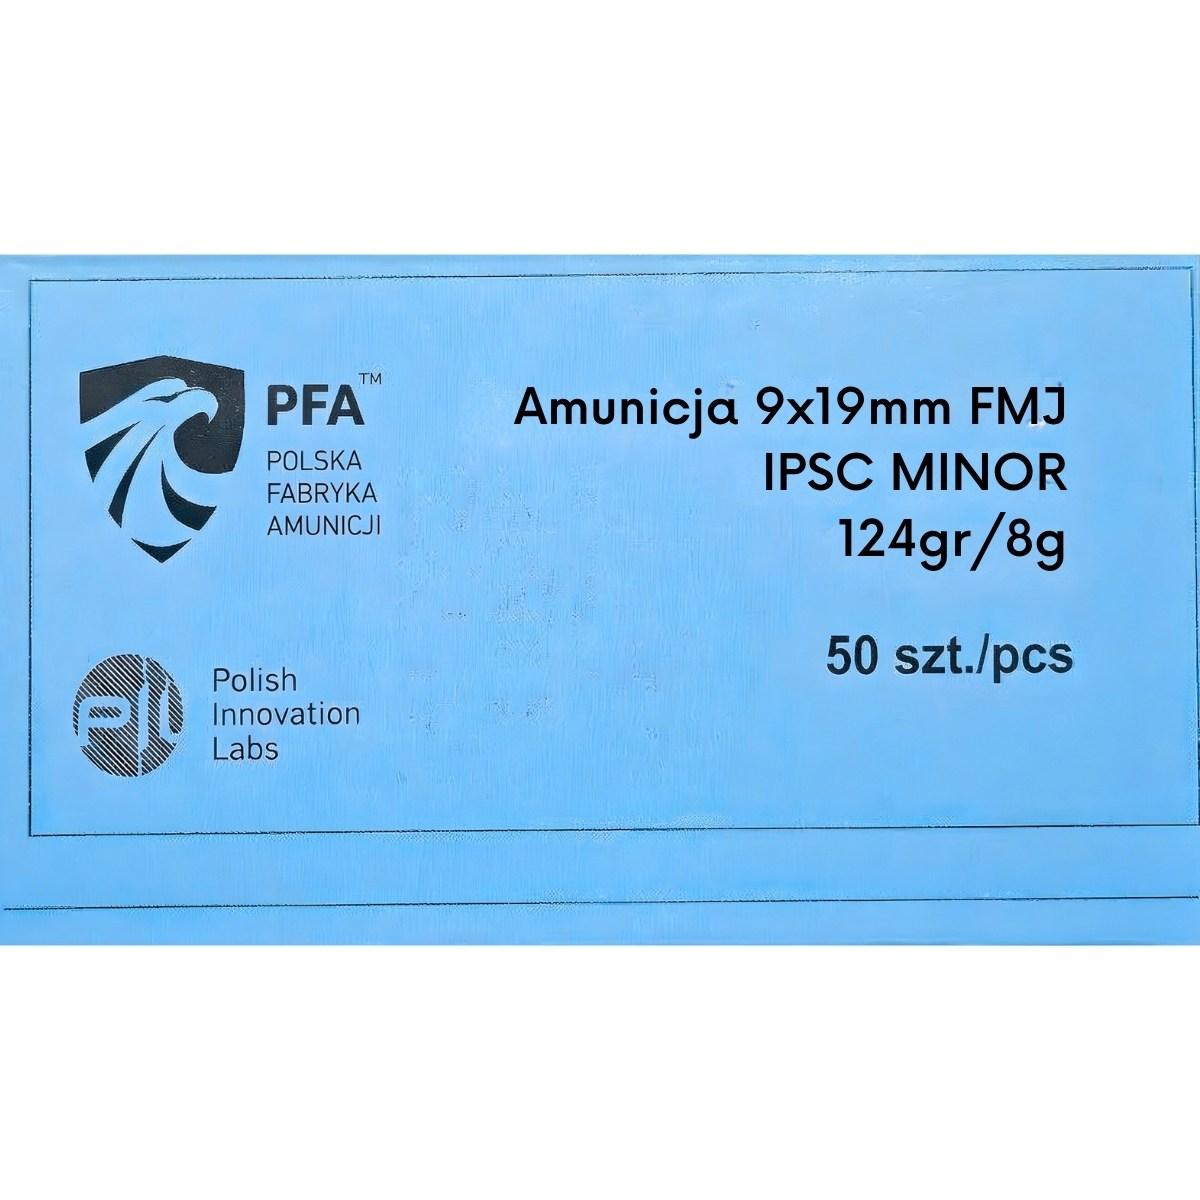 PFA™
POLSKA
FABRYKA
AMUNICJI
Amunicja 9x19mm FMJ
IPSC MINOR
124gr/8g
50 szt./pcs
Polish
Innovation
Labs